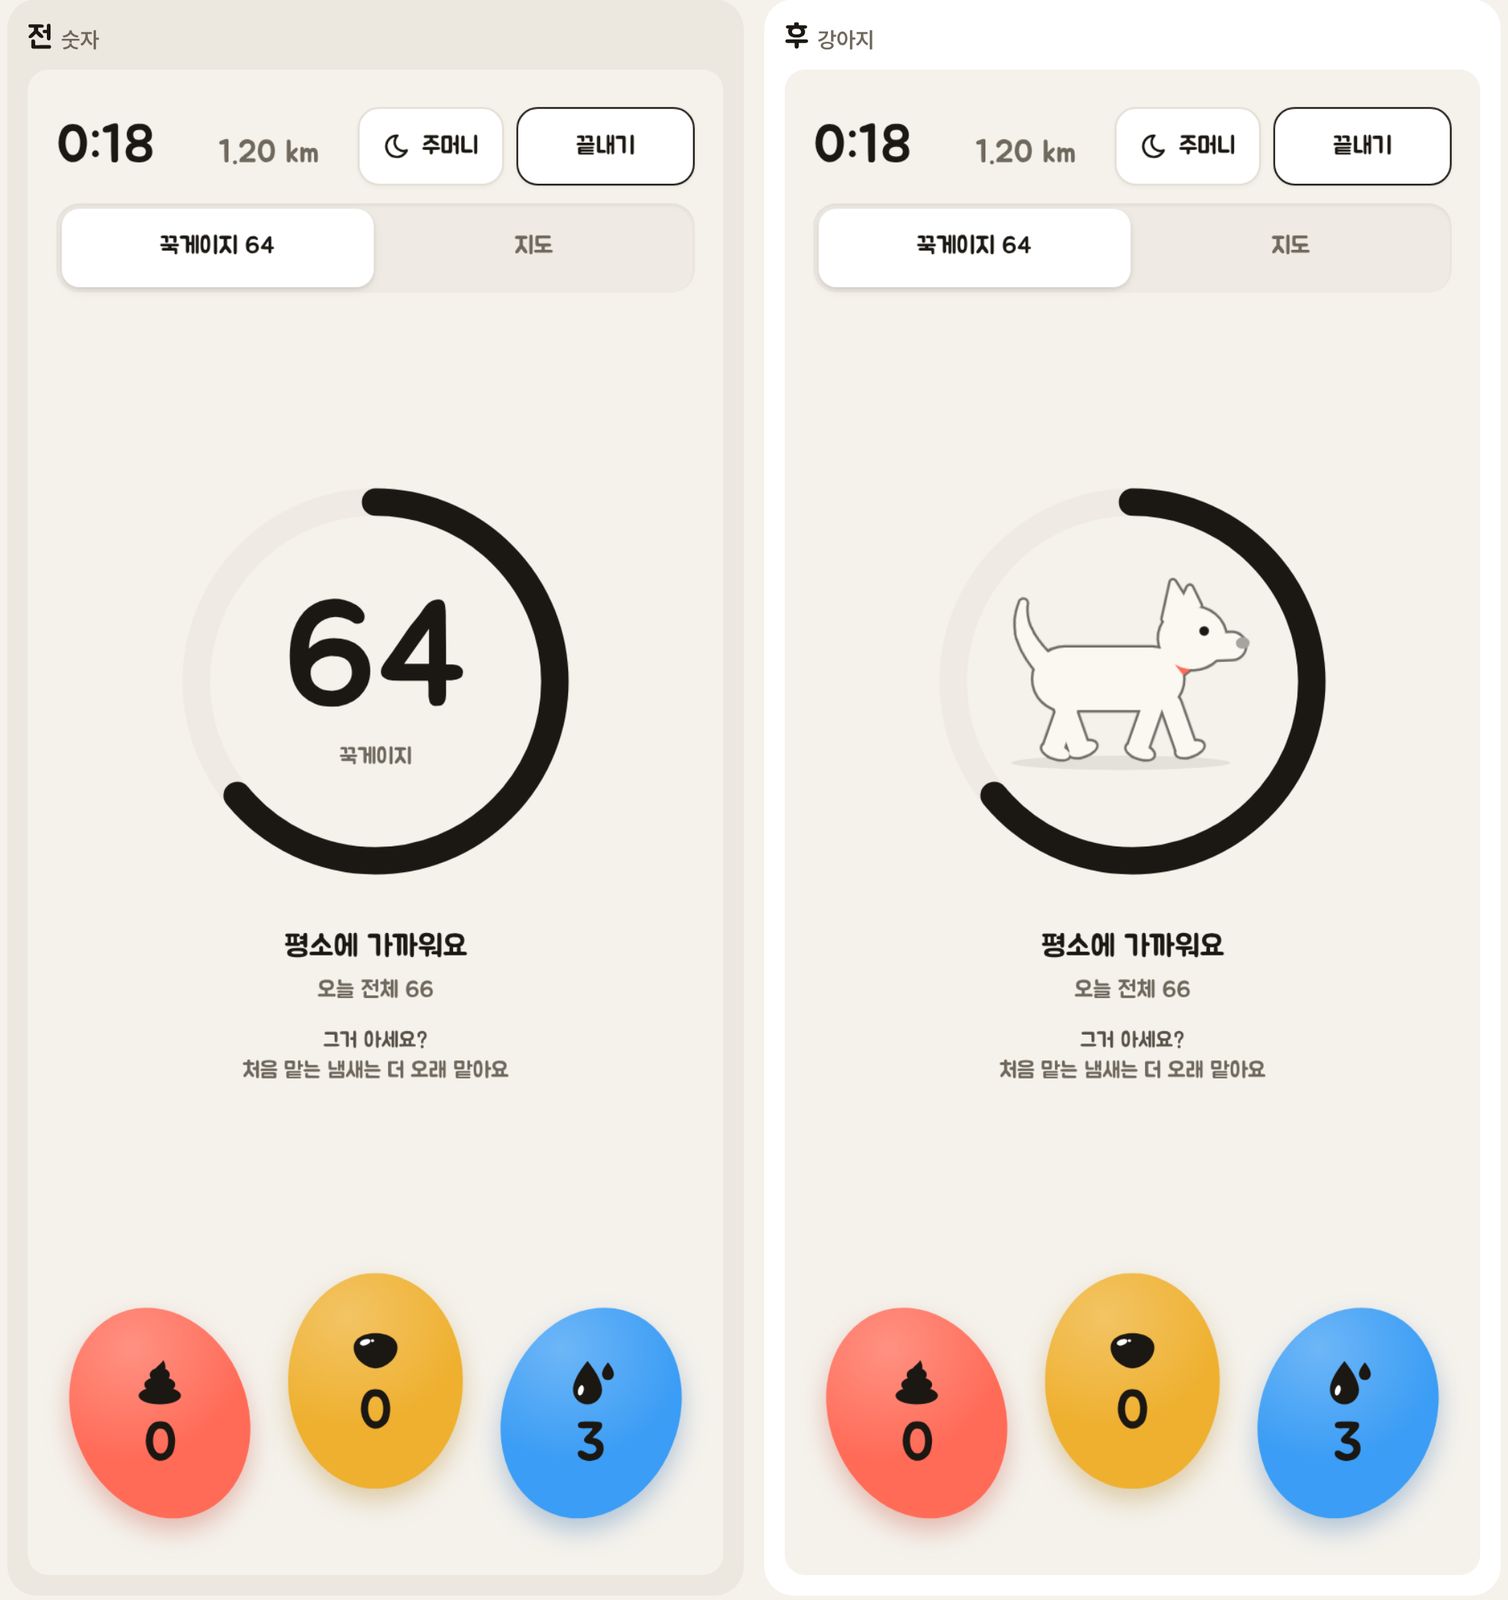 전 숫자
0:18 1.20 km 주머니 끝내기
꾹게이지 64 지도
64
꾹게이지
평소에 가까워요
오늘 전체 66
그거 아세요?
처음 맡는 냄새는 더 오래 맡아요
0 0 3
후 강아지
0:18 1.20 km 주머니 끝내기
꾹게이지 64 지도
평소에 가까워요
오늘 전체 66
그거 아세요?
처음 맡는 냄새는 더 오래 맡아요
0 0 3